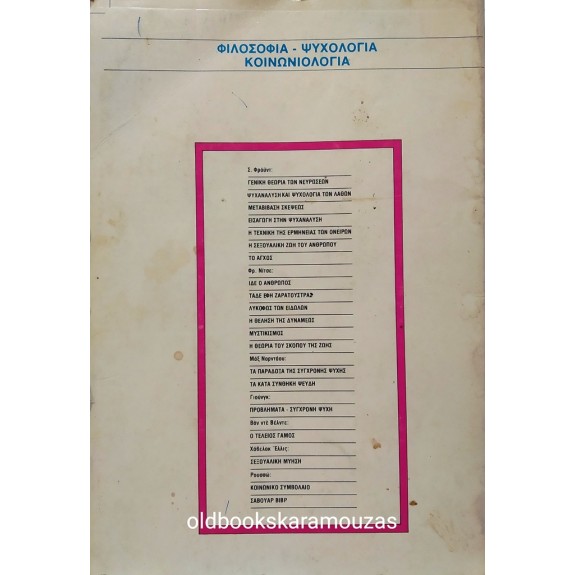 ΦΙΛΟΣΟΦΙΑ - ΨΥΧΟΛΟΓΙΑ
ΚΟΙΝΩΝΙΟΛΟΓΙΑ
Σ. Φρόυντ:
ΓΕΝΙΚΗ ΘΕΩΡΙΑ ΤΩΝ ΝΕΥΡΩΣΕΩΝ
ΨΥΧΑΝΑΛΥΣΗ ΚΑΙ ΨΥΧΟΛΟΓΙΑ ΤΩΝ ΛΑΘΩΝ
ΜΕΤΑΒΙΒΑΣΗ ΣΚΕΨΕΩΣ
ΕΙΣΑΓΩΓΗ ΣΤΗΝ ΨΥΧΑΝΑΛΥΣΗ
Η ΤΕΧΝΙΚΗ ΤΗΣ ΕΡΜΗΝΕΙΑΣ ΤΩΝ ΟΝΕΙΡΩΝ
Η ΣΕΞΟΥΑΛΙΚΗ ΖΩΗ ΤΟΥ ΑΝΘΡΩΠΟΥ
ΤΟ ΑΓΧΟΣ
Φρ. Νίτσε:
ΙΔΕ Ο ΑΝΘΡΩΠΟΣ
ΤΑΔΕ ΕΦΗ ΖΑΡΑΤΟΥΣΤΡΑΣ
ΛΥΚΟΦΩΣ ΤΩΝ ΕΙΔΩΛΩΝ
Η ΘΕΛΗΣΗ ΤΗΣ ΔΥΝΑΜΕΩΣ
ΜΥΣΤΙΚΙΣΜΟΣ
Η ΘΕΩΡΙΑ ΤΟΥ ΣΚΟΠΟΥ ΤΗΣ ΖΩΗΣ
Μάξ Νορντάου:
ΤΑ ΠΑΡΑΔΟΞΑ ΤΗΣ ΣΥΓΧΡΟΝΗΣ ΨΥΧΗΣ
ΤΑ ΚΑΤΑ ΣΥΝΘΗΚΗ ΨΕΥΔΗ
Γιούνγκ:
ΠΡΟΒΛΗΜΑΤΑ - ΣΥΓΧΡΟΝΗ ΨΥΧΗ
Βάν ντέ Βέλντε:
Ο ΤΕΛΕΙΟΣ ΓΑΜΟΣ
Χάβελοκ Έλλις:
ΣΕΞΟΥΑΛΙΚΗ ΜΥΗΣΗ
Ρουσσώ:
ΚΟΙΝΩΝΙΚΟ ΣΥΜΒΟΛΑΙΟ
ΣΑΒΟΥΑΡ ΒΙΒΡ
oldbookskaramouzas